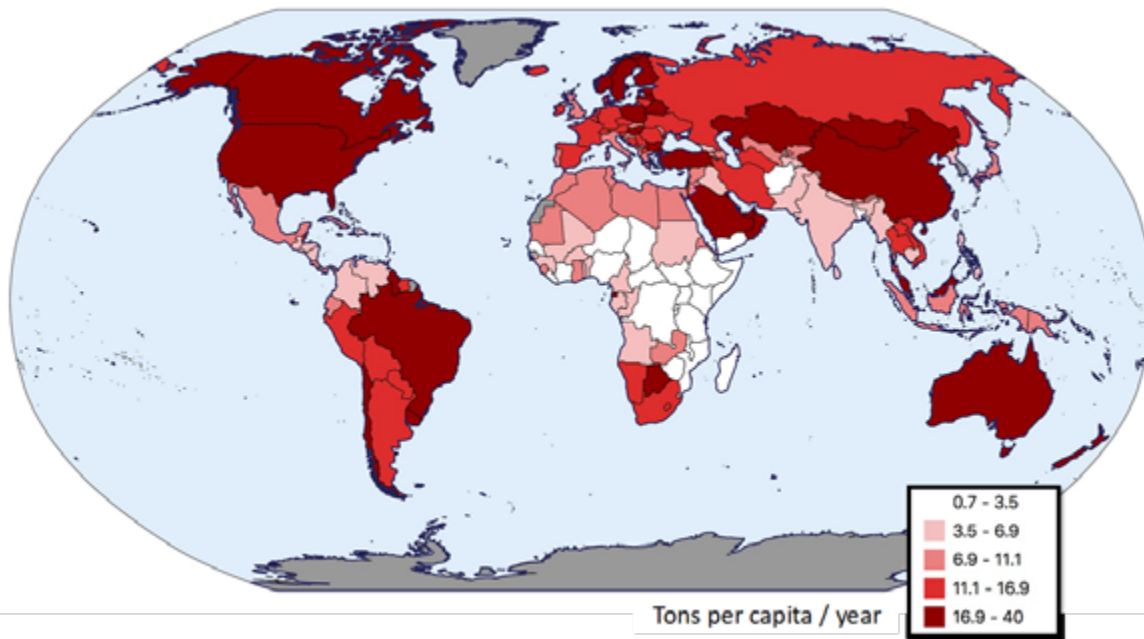 0.7 - 3.5
3.5 - 6.9
6.9 - 11.1
11.1 - 16.9
16.9 - 40
Tons per capita / year